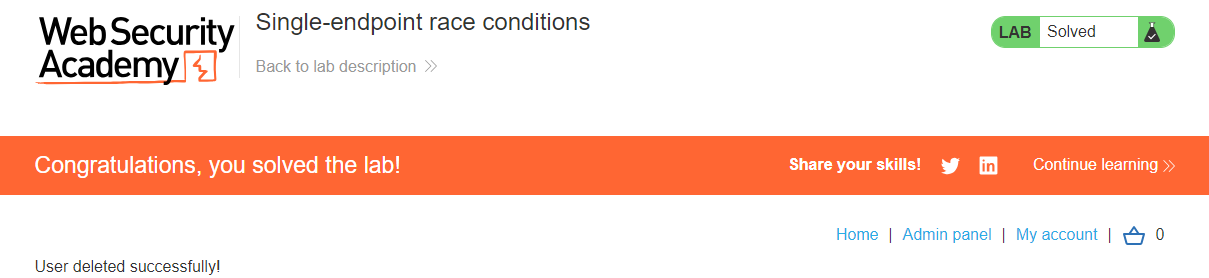 Web Security
Academy
Single-endpoint race conditions
Back to lab description
LAB Solved
Congratulations, you solved the lab!
Share your skills! Continue learning
Home | Admin panel | My account | 0
User deleted successfully!